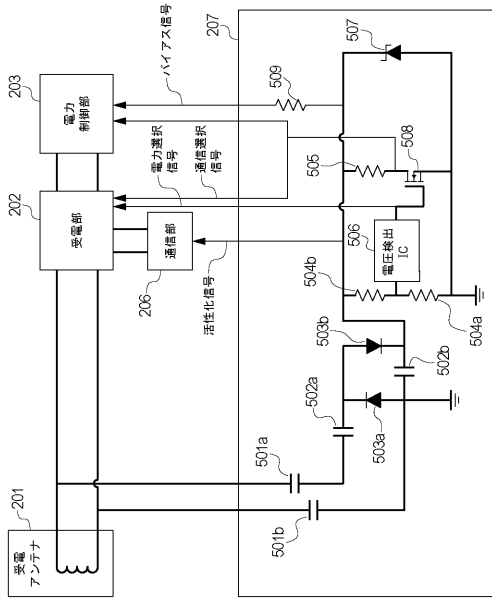 201
受電
アンテナ
202
受電部
203
電力
制御部
206
通信部
バイアス信号
電力選択
信号
通信選択
信号
活性化信号
207
501a
501b
502a
502b
503a
503b
504a
504b
505
506
電圧検出
IC
507
508
509